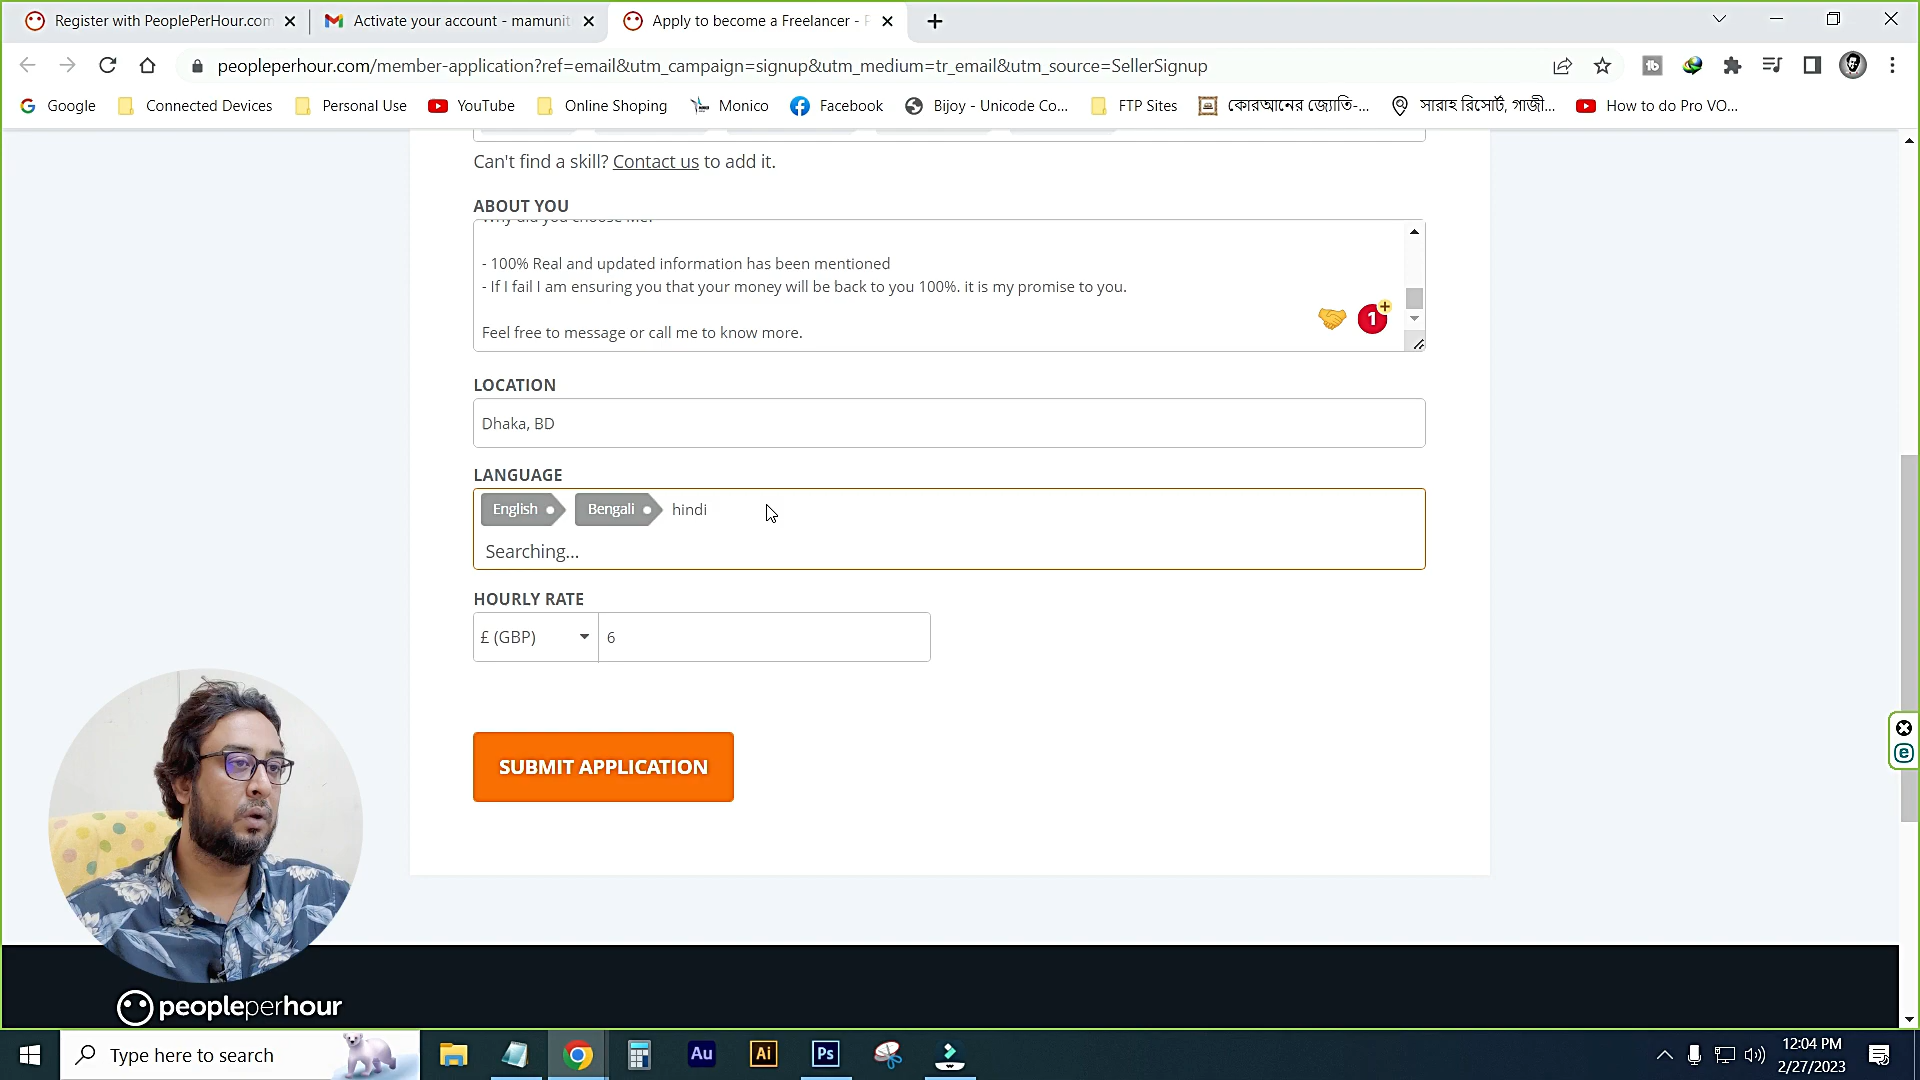 Register with PeoplePerHour.com
Activate your account - mamunit
Apply to become a Freelancer - P
peopleperhour.com/member-application?ref=email&utm_campaign=signup&utm_medium=tr_email&utm_source=SellerSignup
Google
Connected Devices
Personal Use
YouTube
Online Shoping
Monico
Facebook
Bijoy - Unicode Co...
FTP Sites
কোরআনের জ্যোতি-...
সারাহ রিসোর্ট, গাজী...
How to do Pro VO...
Can't find a skill? Contact us to add it.
ABOUT YOU
Why did you choose Me?
- 100% Real and updated information has been mentioned
- If I fail I am ensuring you that your money will be back to you 100%. it is my promise to you.
Feel free to message or call me to know more.
1
LOCATION
Dhaka, BD
LANGUAGE
English
Bengali
hindi
Searching...
HOURLY RATE
£ (GBP)
6
SUBMIT APPLICATION
peopleperhour
Type here to search
Au
Ai
Ps
12:04 PM
2/27/2023